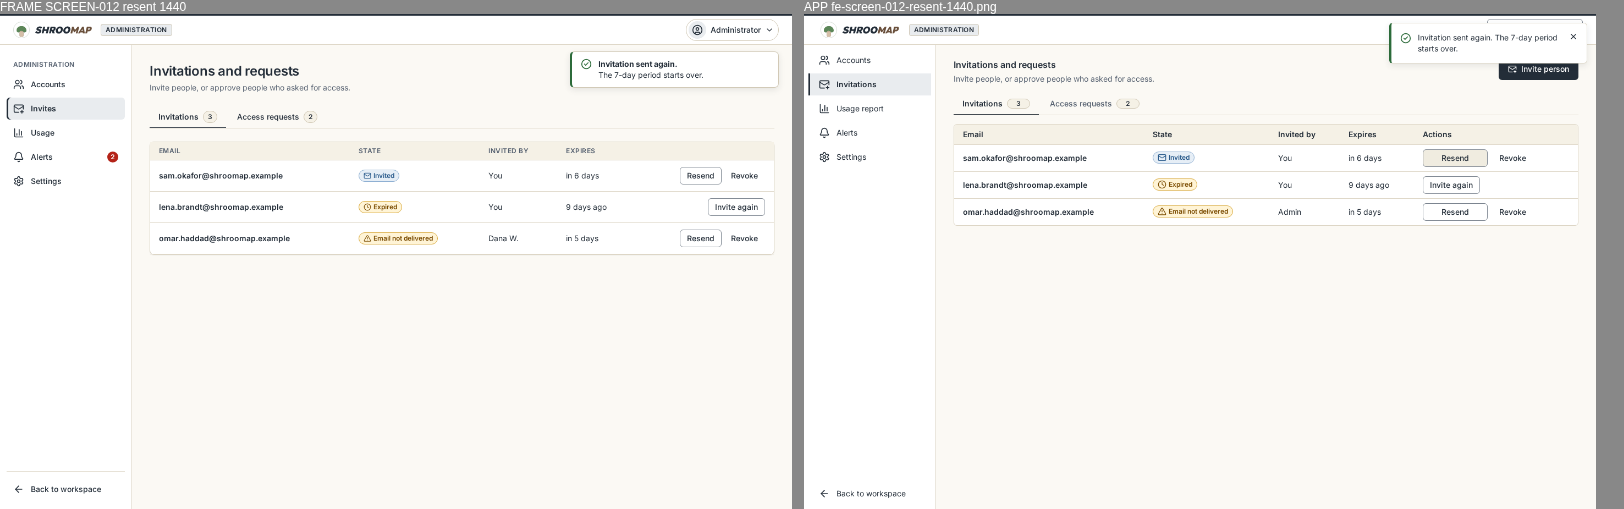 FRAME SCREEN-012 resent 1440
SHROOMAP ADMINISTRATION
Administrator
ADMINISTRATION
Accounts
Invites
Usage
Alerts 2
Settings
Back to workspace
Invitations and requests
Invite people, or approve people who asked for access.
Invitation sent again.
The 7-day period starts over.
Invitations 3 Access requests 2
EMAIL STATE INVITED BY EXPIRES
sam.okafor@shroomap.example Invited You in 6 days Resend Revoke
lena.brandt@shroomap.example Expired You 9 days ago Invite again
omar.haddad@shroomap.example Email not delivered Dana W. in 5 days Resend Revoke
APP fe-screen-012-resent-1440.png
SHROOMAP ADMINISTRATION
Invitation sent again. The 7-day period
starts over.
Accounts
Invitations
Usage report
Alerts
Settings
Back to workspace
Invitations and requests
Invite people, or approve people who asked for access.
Invite person
Invitations 3 Access requests 2
Email State Invited by Expires Actions
sam.okafor@shroomap.example Invited You in 6 days Resend Revoke
lena.brandt@shroomap.example Expired You 9 days ago Invite again
omar.haddad@shroomap.example Email not delivered Admin in 5 days Resend Revoke